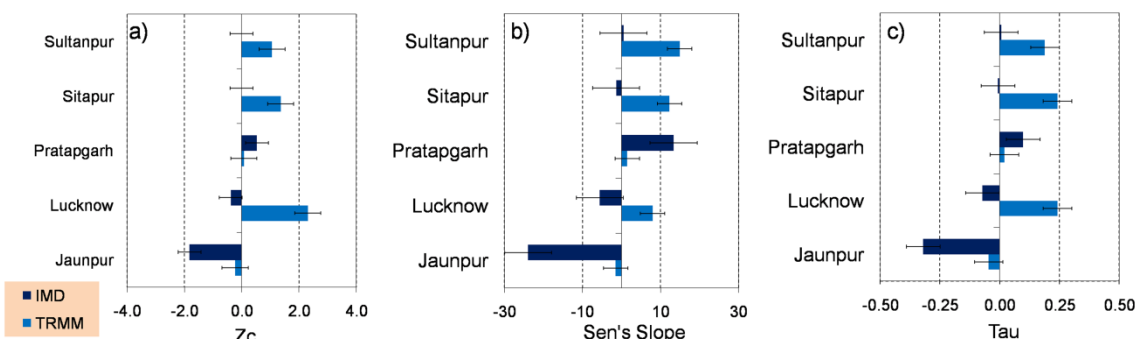 a)
Sultanpur
Sitapur
Pratapgarh
Lucknow
Jaunpur
-4.0 -2.0 0.0 2.0 4.0
Zc
b)
Sultanpur
Sitapur
Pratapgarh
Lucknow
Jaunpur
-30 -10 10 30
Sen's Slope
c)
Sultanpur
Sitapur
Pratapgarh
Lucknow
Jaunpur
-0.50 -0.25 0.00 0.25 0.50
Tau
IMD
TRMM